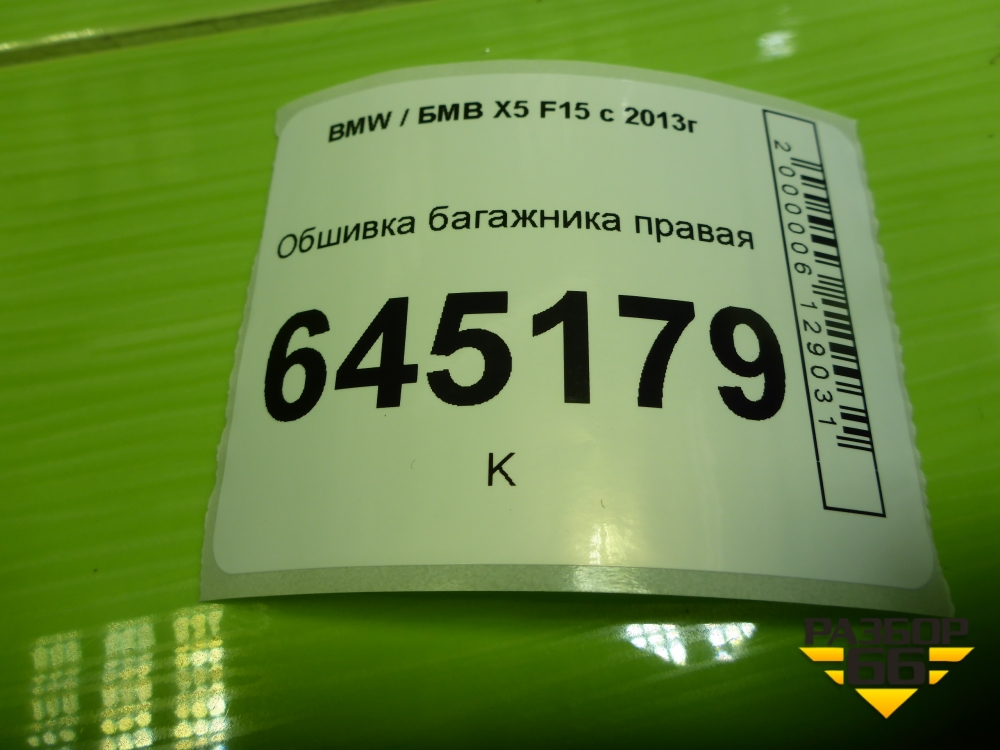 BMW / БМВ X5 F15 с 2013г
Обшивка багажника правая
645179
К
2000006129031
РАЗБОР
66